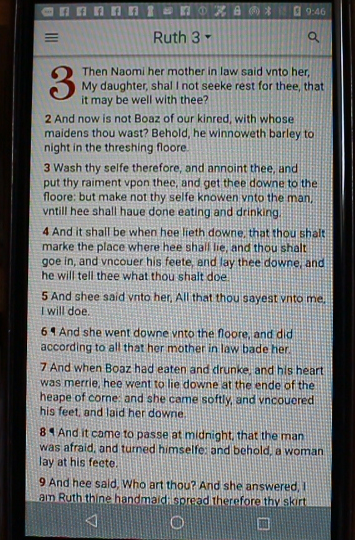 9:46
Ruth 3
3 Then Naomi her mother in law said vnto her,
My daughter, shal I not seeke rest for thee, that
it may be well with thee?
2 And now is not Boaz of our kinred, with whose
maidens thou wast? Behold, he winnoweth barley to
night in the threshing floore.
3 Wash thy selfe therefore, and annoint thee, and
put thy raiment vpon thee, and get thee downe to the
floore: but make not thy selfe knowen vnto the man,
vntill hee shall haue done eating and drinking.
4 And it shall be when hee lieth downe, that thou shalt
marke the place where hee shall lie, and thou shalt
goe in, and vncouer his feete, and lay thee downe, and
he will tell thee what thou shalt doe.
5 And shee said vnto her, All that thou sayest vnto me,
I will doe.
6 ¶ And she went downe vnto the floore, and did
according to all that her mother in law bade her.
7 And when Boaz had eaten and drunke, and his heart
was merrie, hee went to lie downe at the ende of the
heape of corne: and she came softly, and vncouered
his feet, and laid her downe.
8 ¶ And it came to passe at midnight, that the man
was afraid, and turned himselfe: and behold, a woman
lay at his feete.
9 And hee said, Who art thou? And she answered, I
am Ruth thine handmaid: spread therefore thy skirt